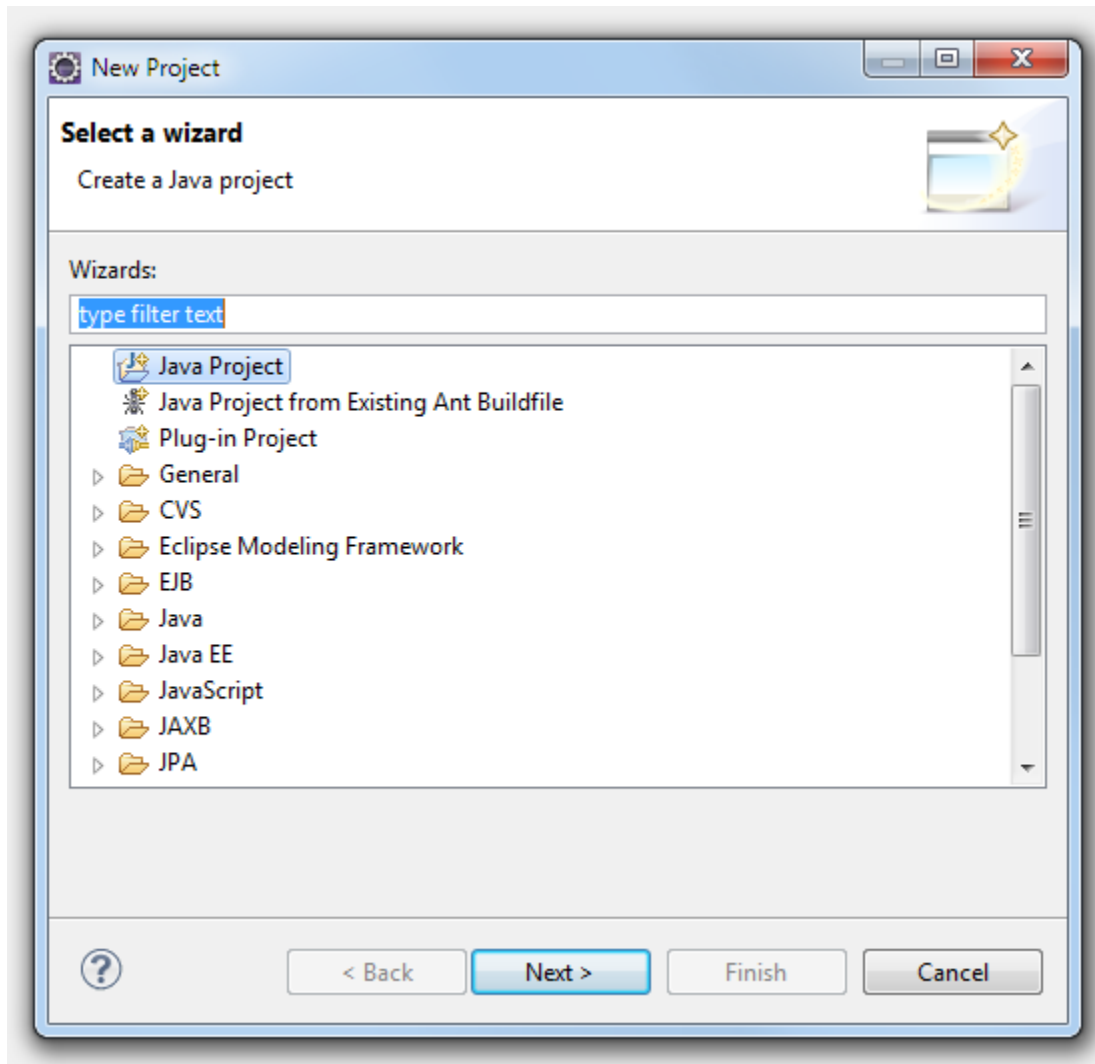 New Project
Select a wizard
Create a Java project
Wizards:
type filter text
Java Project
Java Project from Existing Ant Buildfile
Plug-in Project
General
CVS
Eclipse Modeling Framework
EJB
Java
Java EE
JavaScript
JAXB
JPA
? < Back Next > Finish Cancel